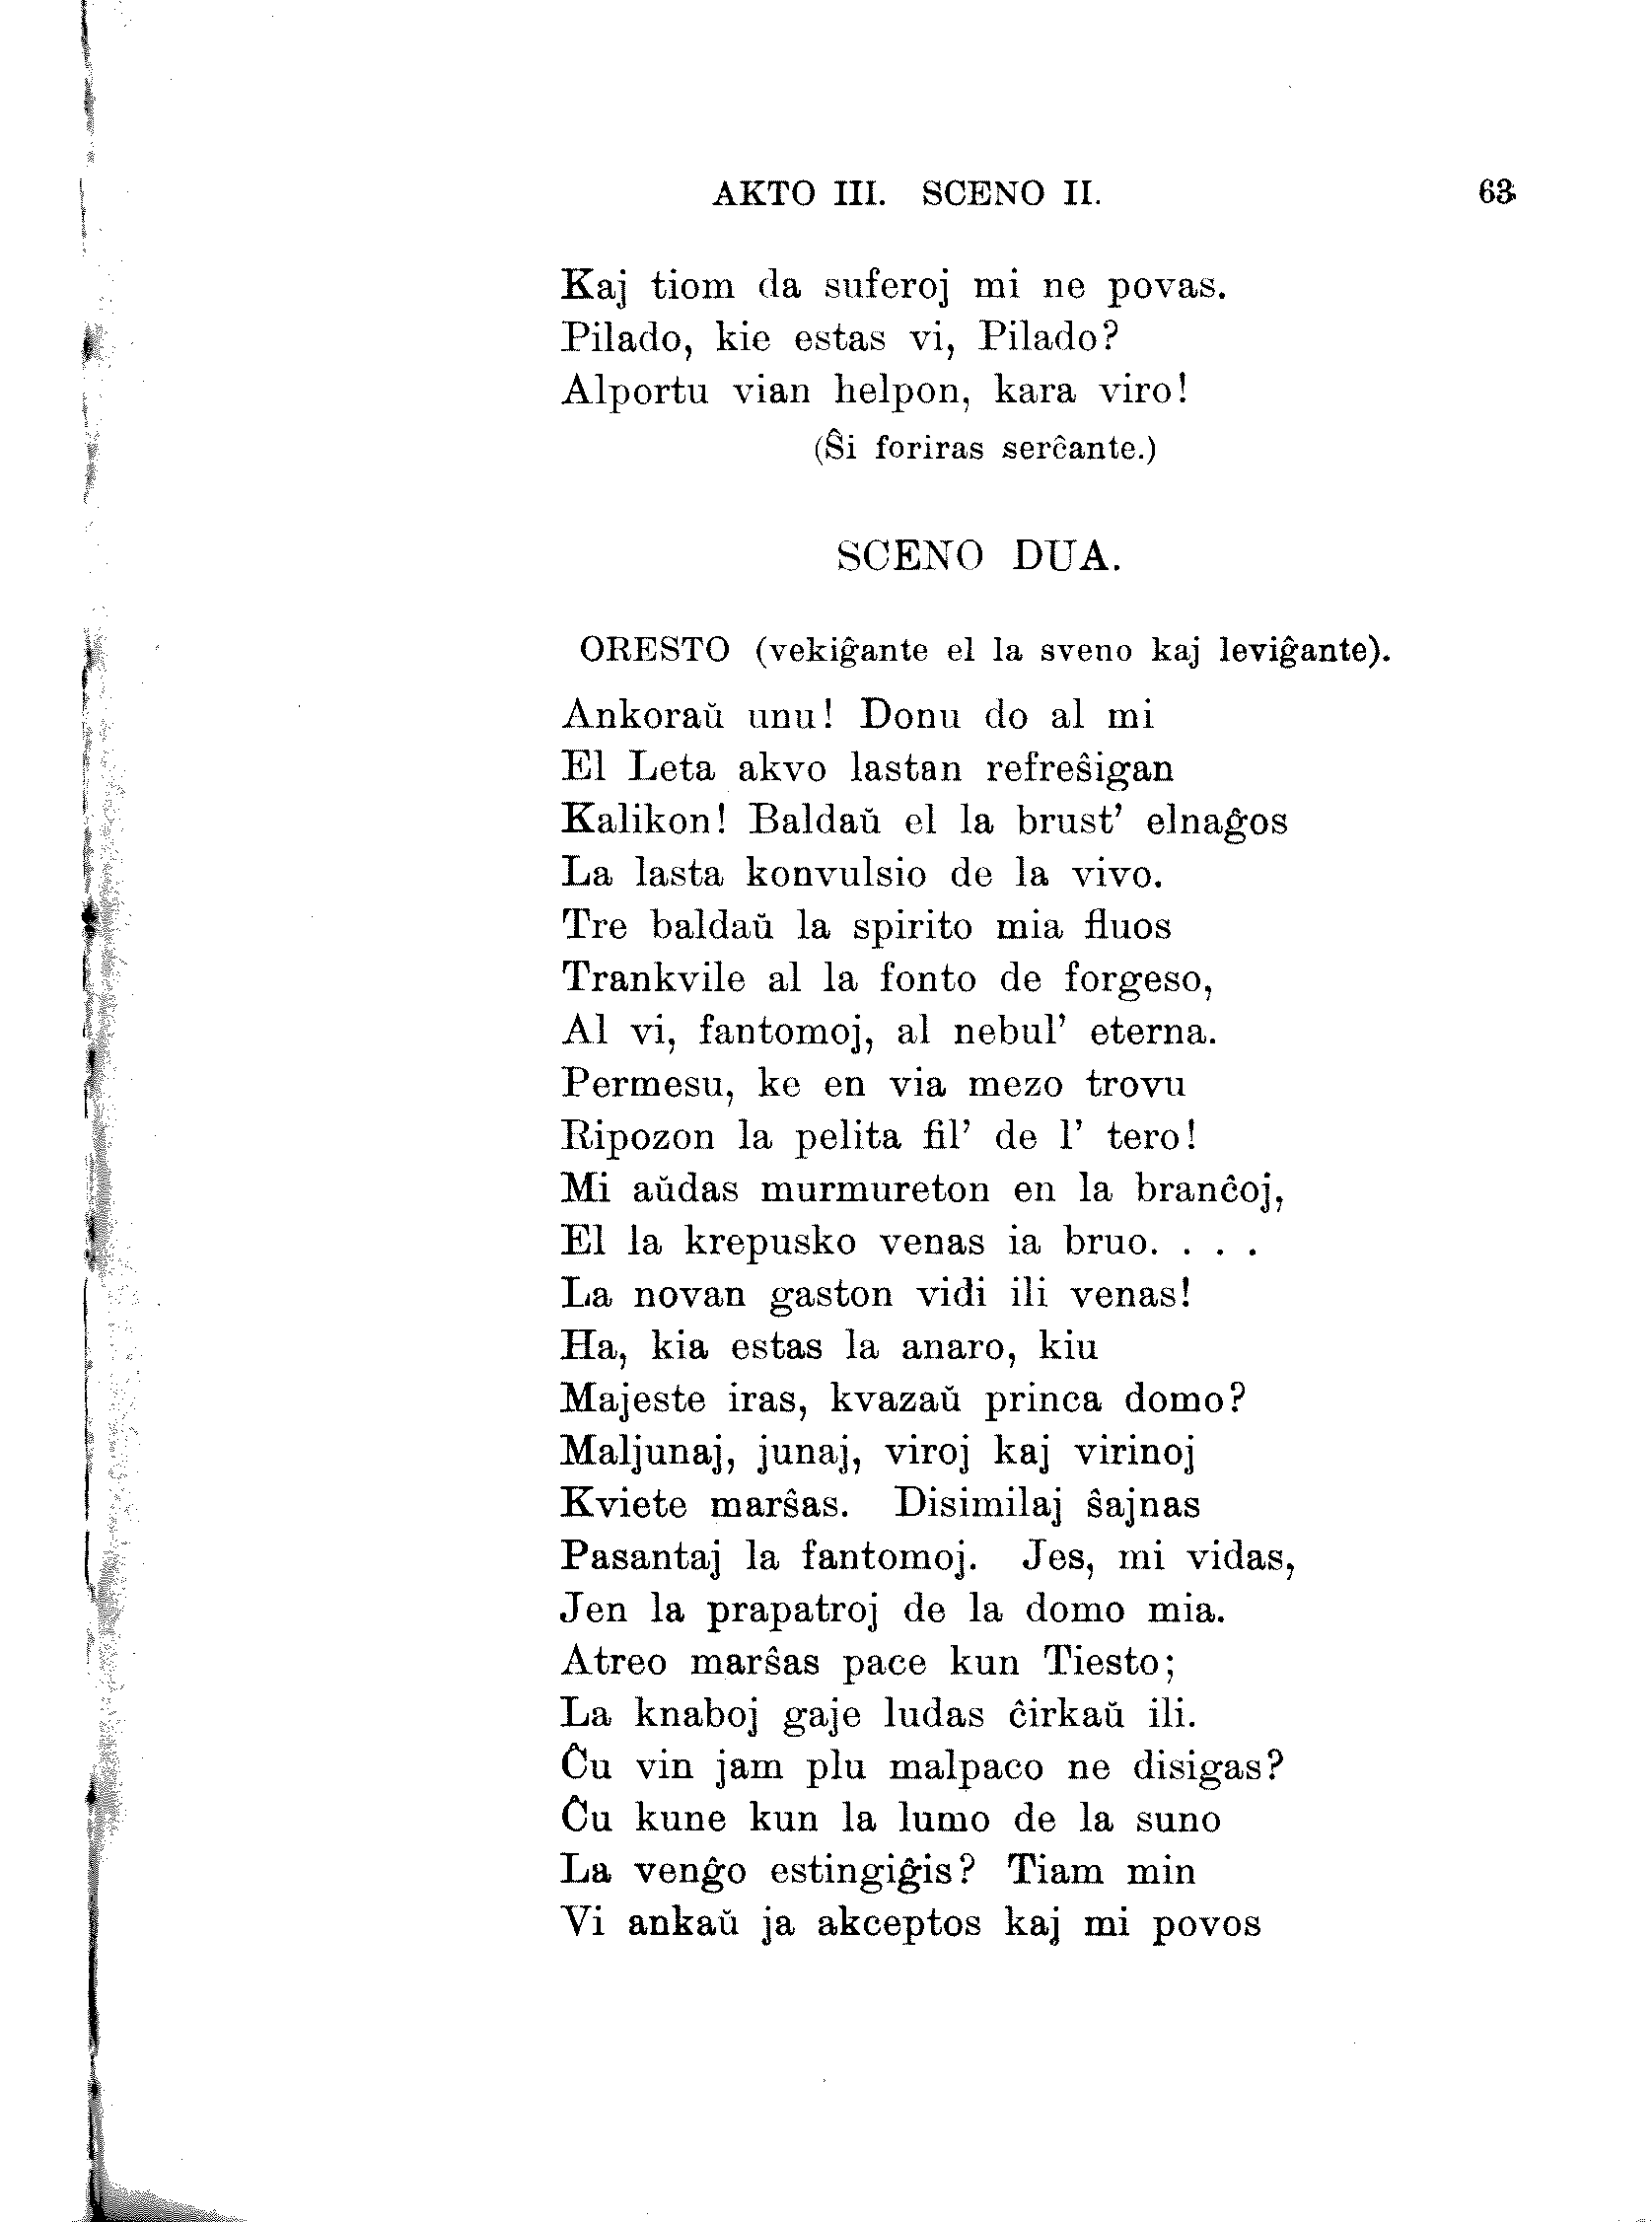 AKTO III. SCENO II. 63
Kaj tiom da suferoj mi ne povas.
Pilado, kie estas vi, Pilado?
Alportu vian helpon, kara viro!
(Ŝi foriras serĉante.)
SCENO DUA.
ORESTO (vekiĝante el la sveno kaj leviĝante).
Ankoraŭ unu! Donu do al mi
El Leta akvo lastan refreŝigan
Kalikon! Baldaŭ el la brust’ elnaĝos
La lasta konvulsio de la vivo.
Tre baldaŭ la spirito mia fluos
Trankvile al la fonto de forgeso,
Al vi, fantomoj, al nebul’ eterna.
Permesu, ke en via mezo trovu
Ripozon la pelita fil’ de l’ tero!
Mi aŭdas murmureton en la branĉoj,
El la krepusko venas ia bruo. . . .
La novan gaston vidi ili venas!
Ha, kia estas la anaro, kiu
Majeste iras, kvazaŭ princa domo?
Maljunaj, junaj, viroj kaj virinoj
Kviete marŝas. Disimilaj ŝajnas
Pasantaj la fantomoj. Jes, mi vidas,
Jen la prapatroj de la domo mia.
Atreo marŝas pace kun Tiesto;
La knaboj gaje ludas ĉirkaŭ ili.
Ĉu vin jam plu malpaco ne disigas?
Ĉu kune kun la lumo de la suno
La venĝo estingiĝis? Tiam min
Vi ankaŭ ja akceptos kaj mi povos